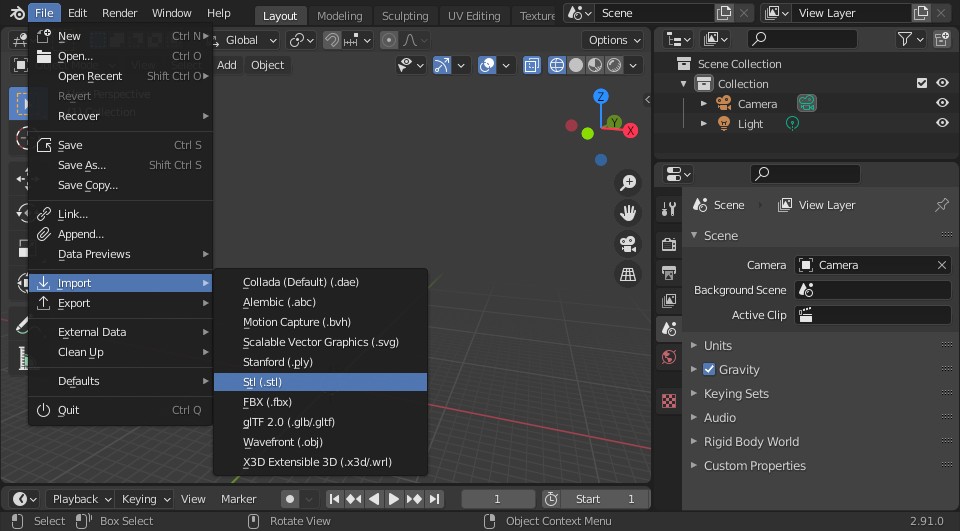 File Edit Render Window Help Layout Modeling Sculpting UV Editing Texture Scene View Layer
Global Options
Add Object
New Ctrl N
Open... Ctrl O
Open Recent Shift Ctrl O
Revert
Recover
Save Ctrl S
Save As... Shift Ctrl S
Save Copy...
Link...
Append...
Data Previews
Import
Export
External Data
Clean Up
Defaults
Quit Ctrl Q
Collada (Default) (.dae)
Alembic (.abc)
Motion Capture (.bvh)
Scalable Vector Graphics (.svg)
Stanford (.ply)
Stl (.stl)
FBX (.fbx)
glTF 2.0 (.glb/.gltf)
Wavefront (.obj)
X3D Extensible 3D (.x3d/.wrl)
Z
Y
X
Scene Collection
Collection
Camera
Light
Scene View Layer
Scene
Camera Camera
Background Scene
Active Clip
Units
Gravity
Keying Sets
Audio
Rigid Body World
Custom Properties
Playback Keying View Marker 1 Start 1
Select Box Select Rotate View Object Context Menu 2.91.0